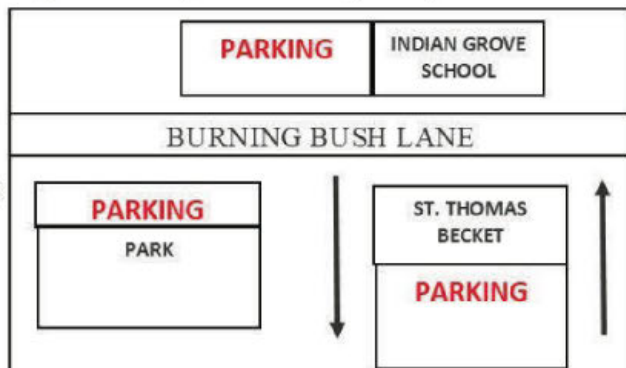 PARKING
INDIAN GROVE
SCHOOL
BURNING BUSH LANE
PARKING
PARK
ST. THOMAS
BECKET
PARKING